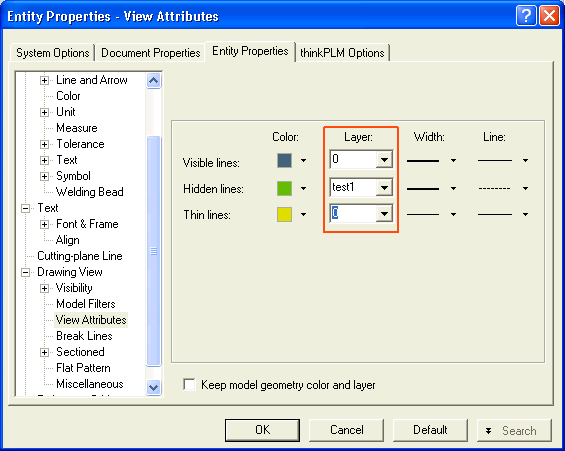 Entity Properties - View Attributes
System Options Document Properties Entity Properties thinkPLM Options
Line and Arrow
Color
Unit
Measure
Tolerance
Text
Symbol
Welding Bead
Text
Font & Frame
Align
Cutting-plane Line
Drawing View
Visibility
Model Filters
View Attributes
Break Lines
Sectioned
Flat Pattern
Miscellaneous
Color: Layer: Width: Line:
Visible lines: 0
Hidden lines: test1
Thin lines: 0
Keep model geometry color and layer
OK Cancel Default Search